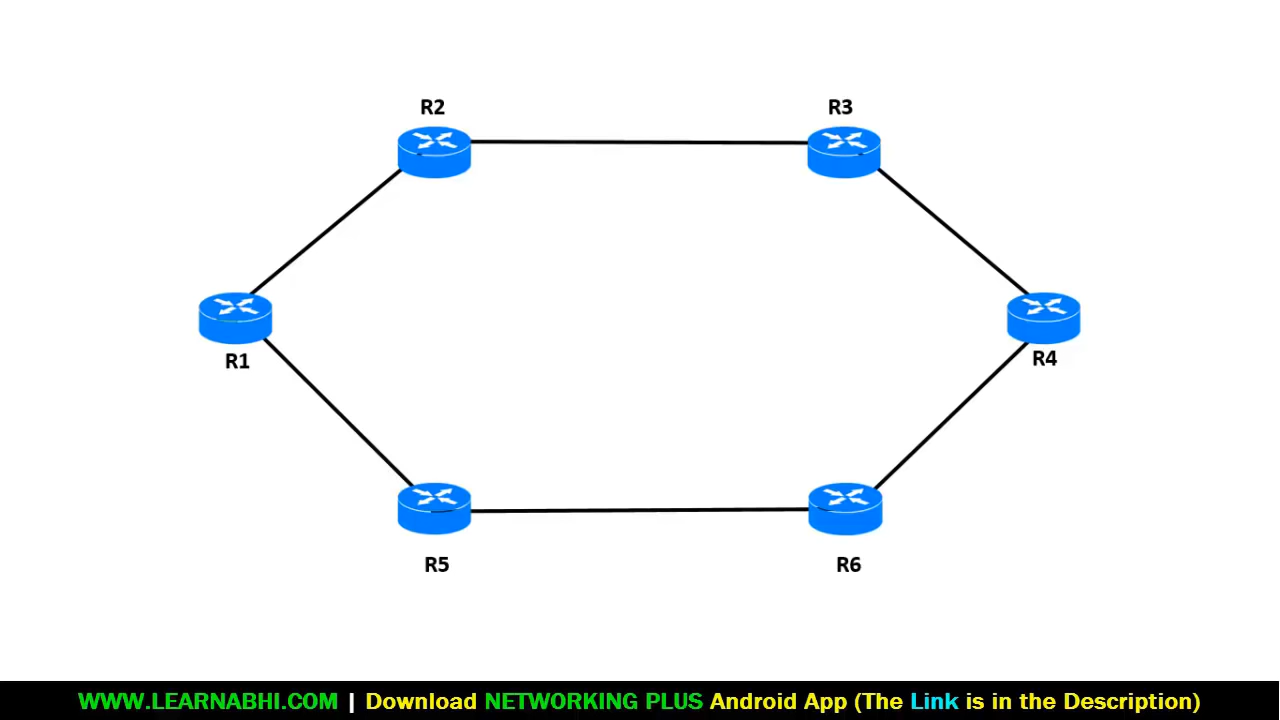 R2
R3
R1
R4
R5
R6
WWW.LEARNABHI.COM | Download NETWORKING PLUS Android App (The Link is in the Description)